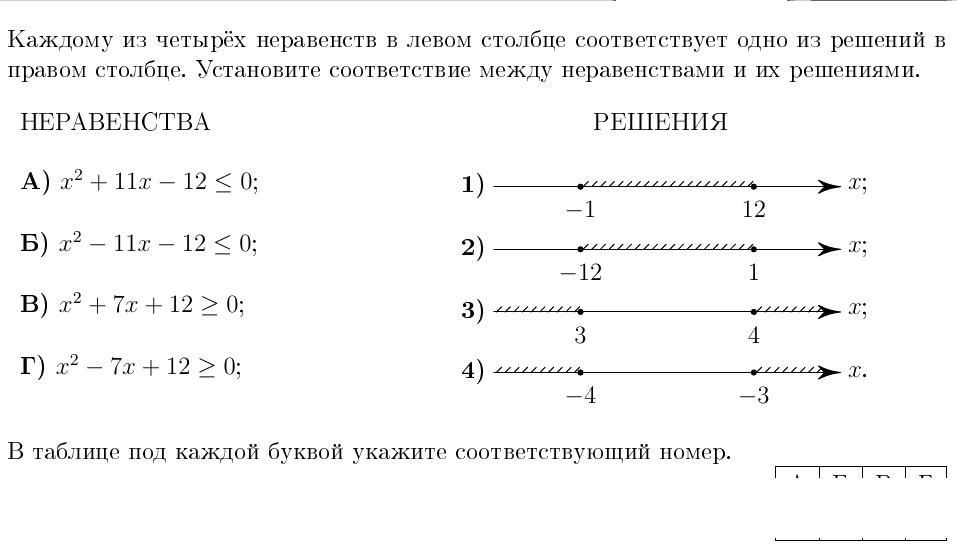 Каждому из четырёх неравенств в левом столбце соответствует одно из решений в
правом столбце. Установите соответствие между неравенствами и их решениями.
НЕРАВЕНСТВА
РЕШЕНИЯ
А) x² + 11x − 12 ≤ 0;
1) x;
−1 12
Б) x² − 11x − 12 ≤ 0;
2) x;
−12 1
В) x² + 7x + 12 ≥ 0;
3) x;
3 4
Г) x² − 7x + 12 ≥ 0;
4) x.
−4 −3
В таблице под каждой буквой укажите соответствующий номер.